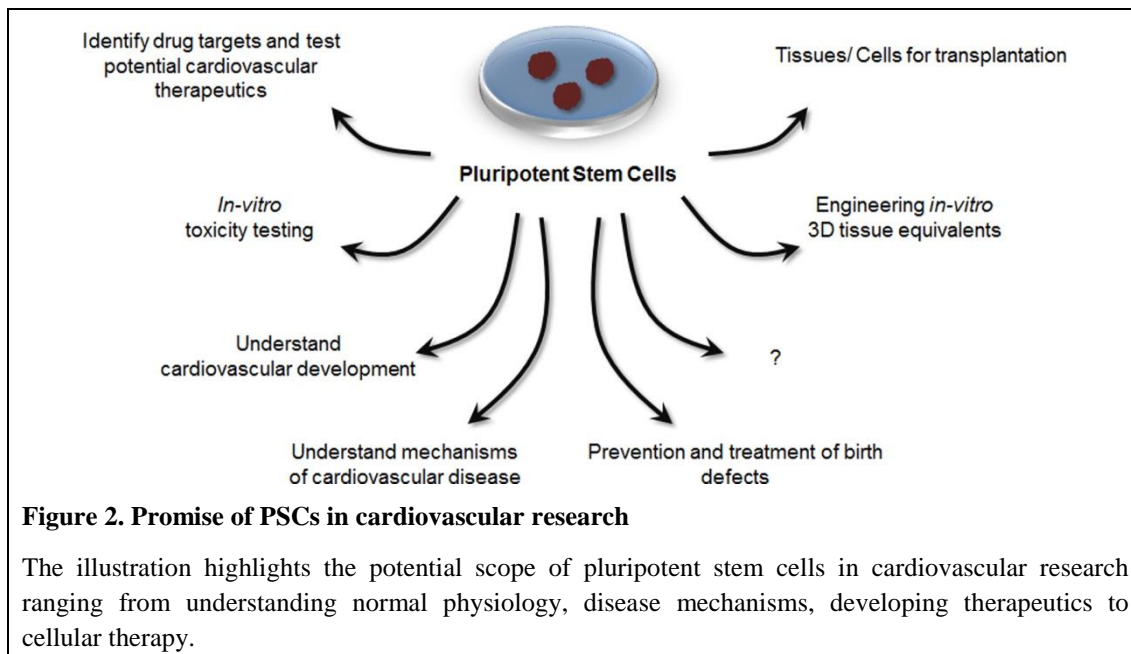 Identify drug targets and test
potential cardiovascular
therapeutics
Tissues/ Cells for transplantation
Pluripotent Stem Cells
In-vitro
toxicity testing
Engineering in-vitro
3D tissue equivalents
Understand
cardiovascular development
?
Understand mechanisms
of cardiovascular disease
Prevention and treatment of birth
defects
Figure 2. Promise of PSCs in cardiovascular research
The illustration highlights the potential scope of pluripotent stem cells in cardiovascular research
ranging from understanding normal physiology, disease mechanisms, developing therapeutics to
cellular therapy.